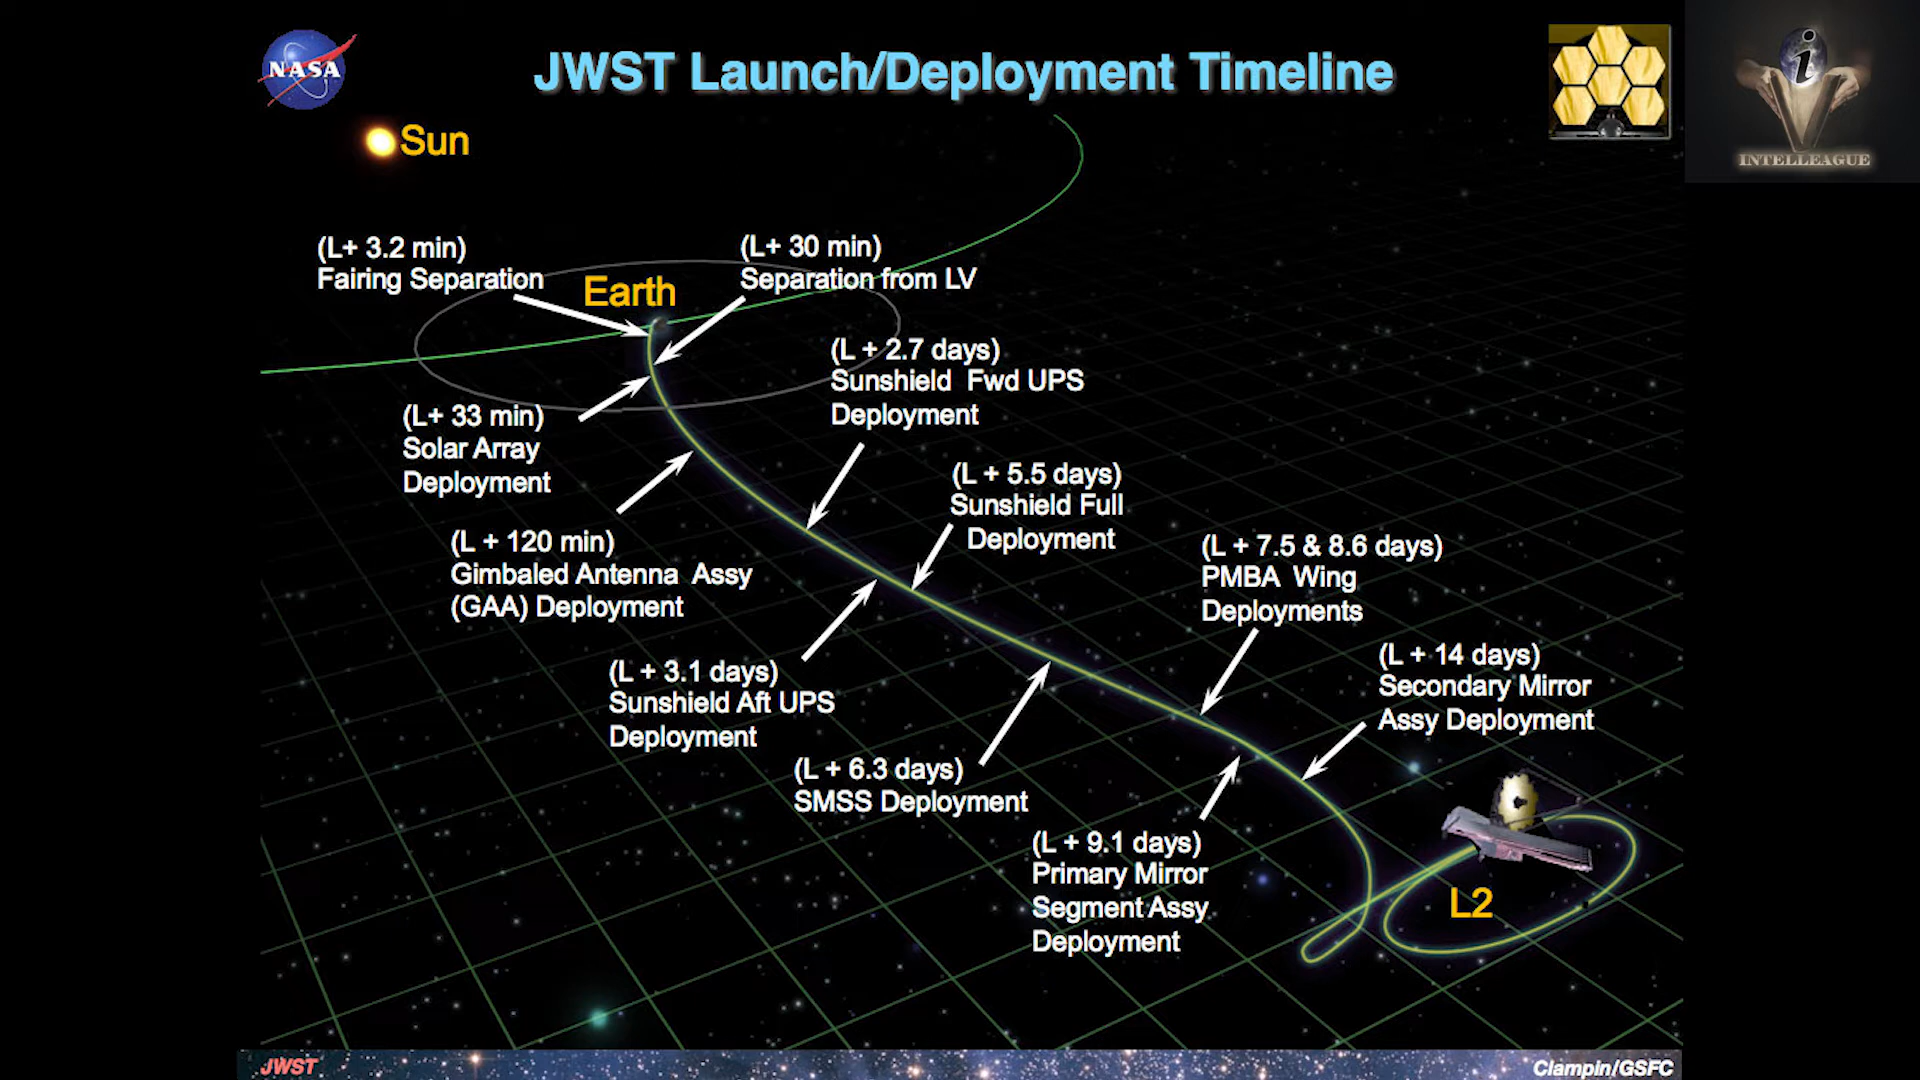 NASA
JWST Launch/Deployment Timeline
i
INTELLEAGUE
Sun
(L+ 3.2 min)
Fairing Separation
Earth
(L+ 30 min)
Separation from LV
(L + 2.7 days)
Sunshield Fwd UPS
Deployment
(L+ 33 min)
Solar Array
Deployment
(L + 5.5 days)
Sunshield Full
Deployment
(L + 120 min)
Gimbaled Antenna Assy
(GAA) Deployment
(L + 7.5 & 8.6 days)
PMBA Wing
Deployments
(L + 3.1 days)
Sunshield Aft UPS
Deployment
(L + 14 days)
Secondary Mirror
Assy Deployment
(L + 6.3 days)
SMSS Deployment
(L + 9.1 days)
Primary Mirror
Segment Assy
Deployment
L2
JWST
Clampin/GSFC